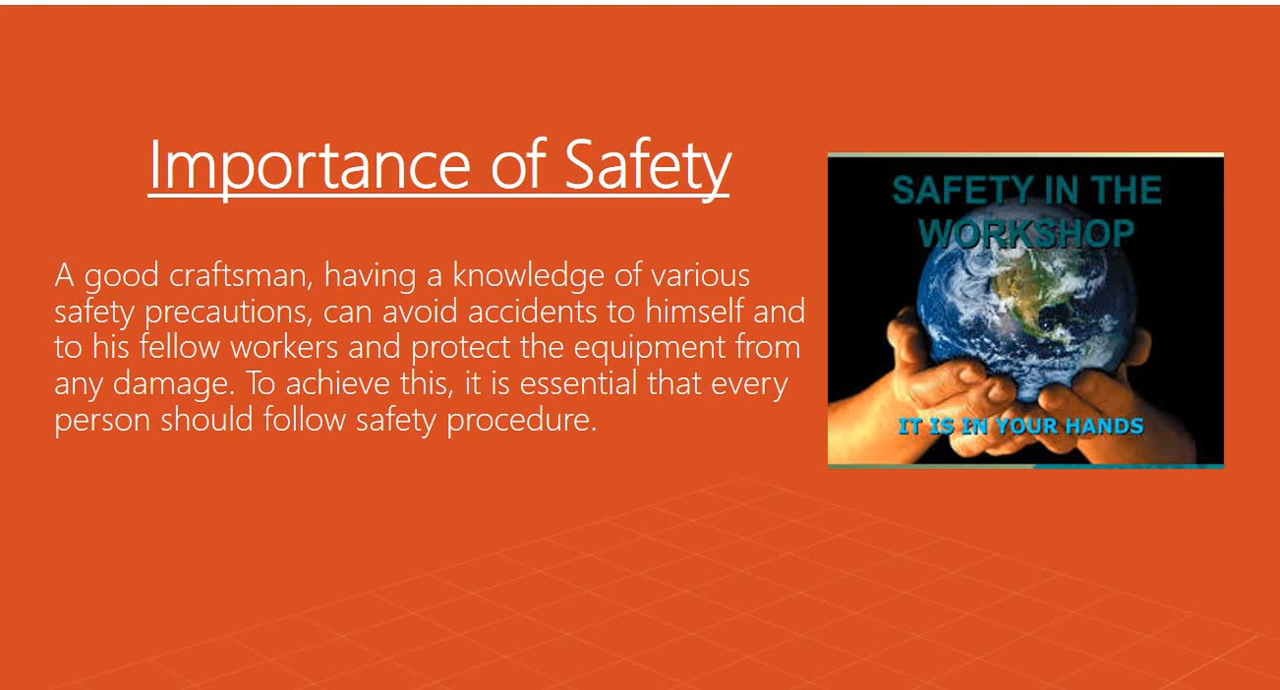 Importance of Safety
A good craftsman, having a knowledge of various
safety precautions, can avoid accidents to himself and
to his fellow workers and protect the equipment from
any damage. To achieve this, it is essential that every
person should follow safety procedure.
SAFETY IN THE
WORKSHOP
IT IS IN YOUR HANDS